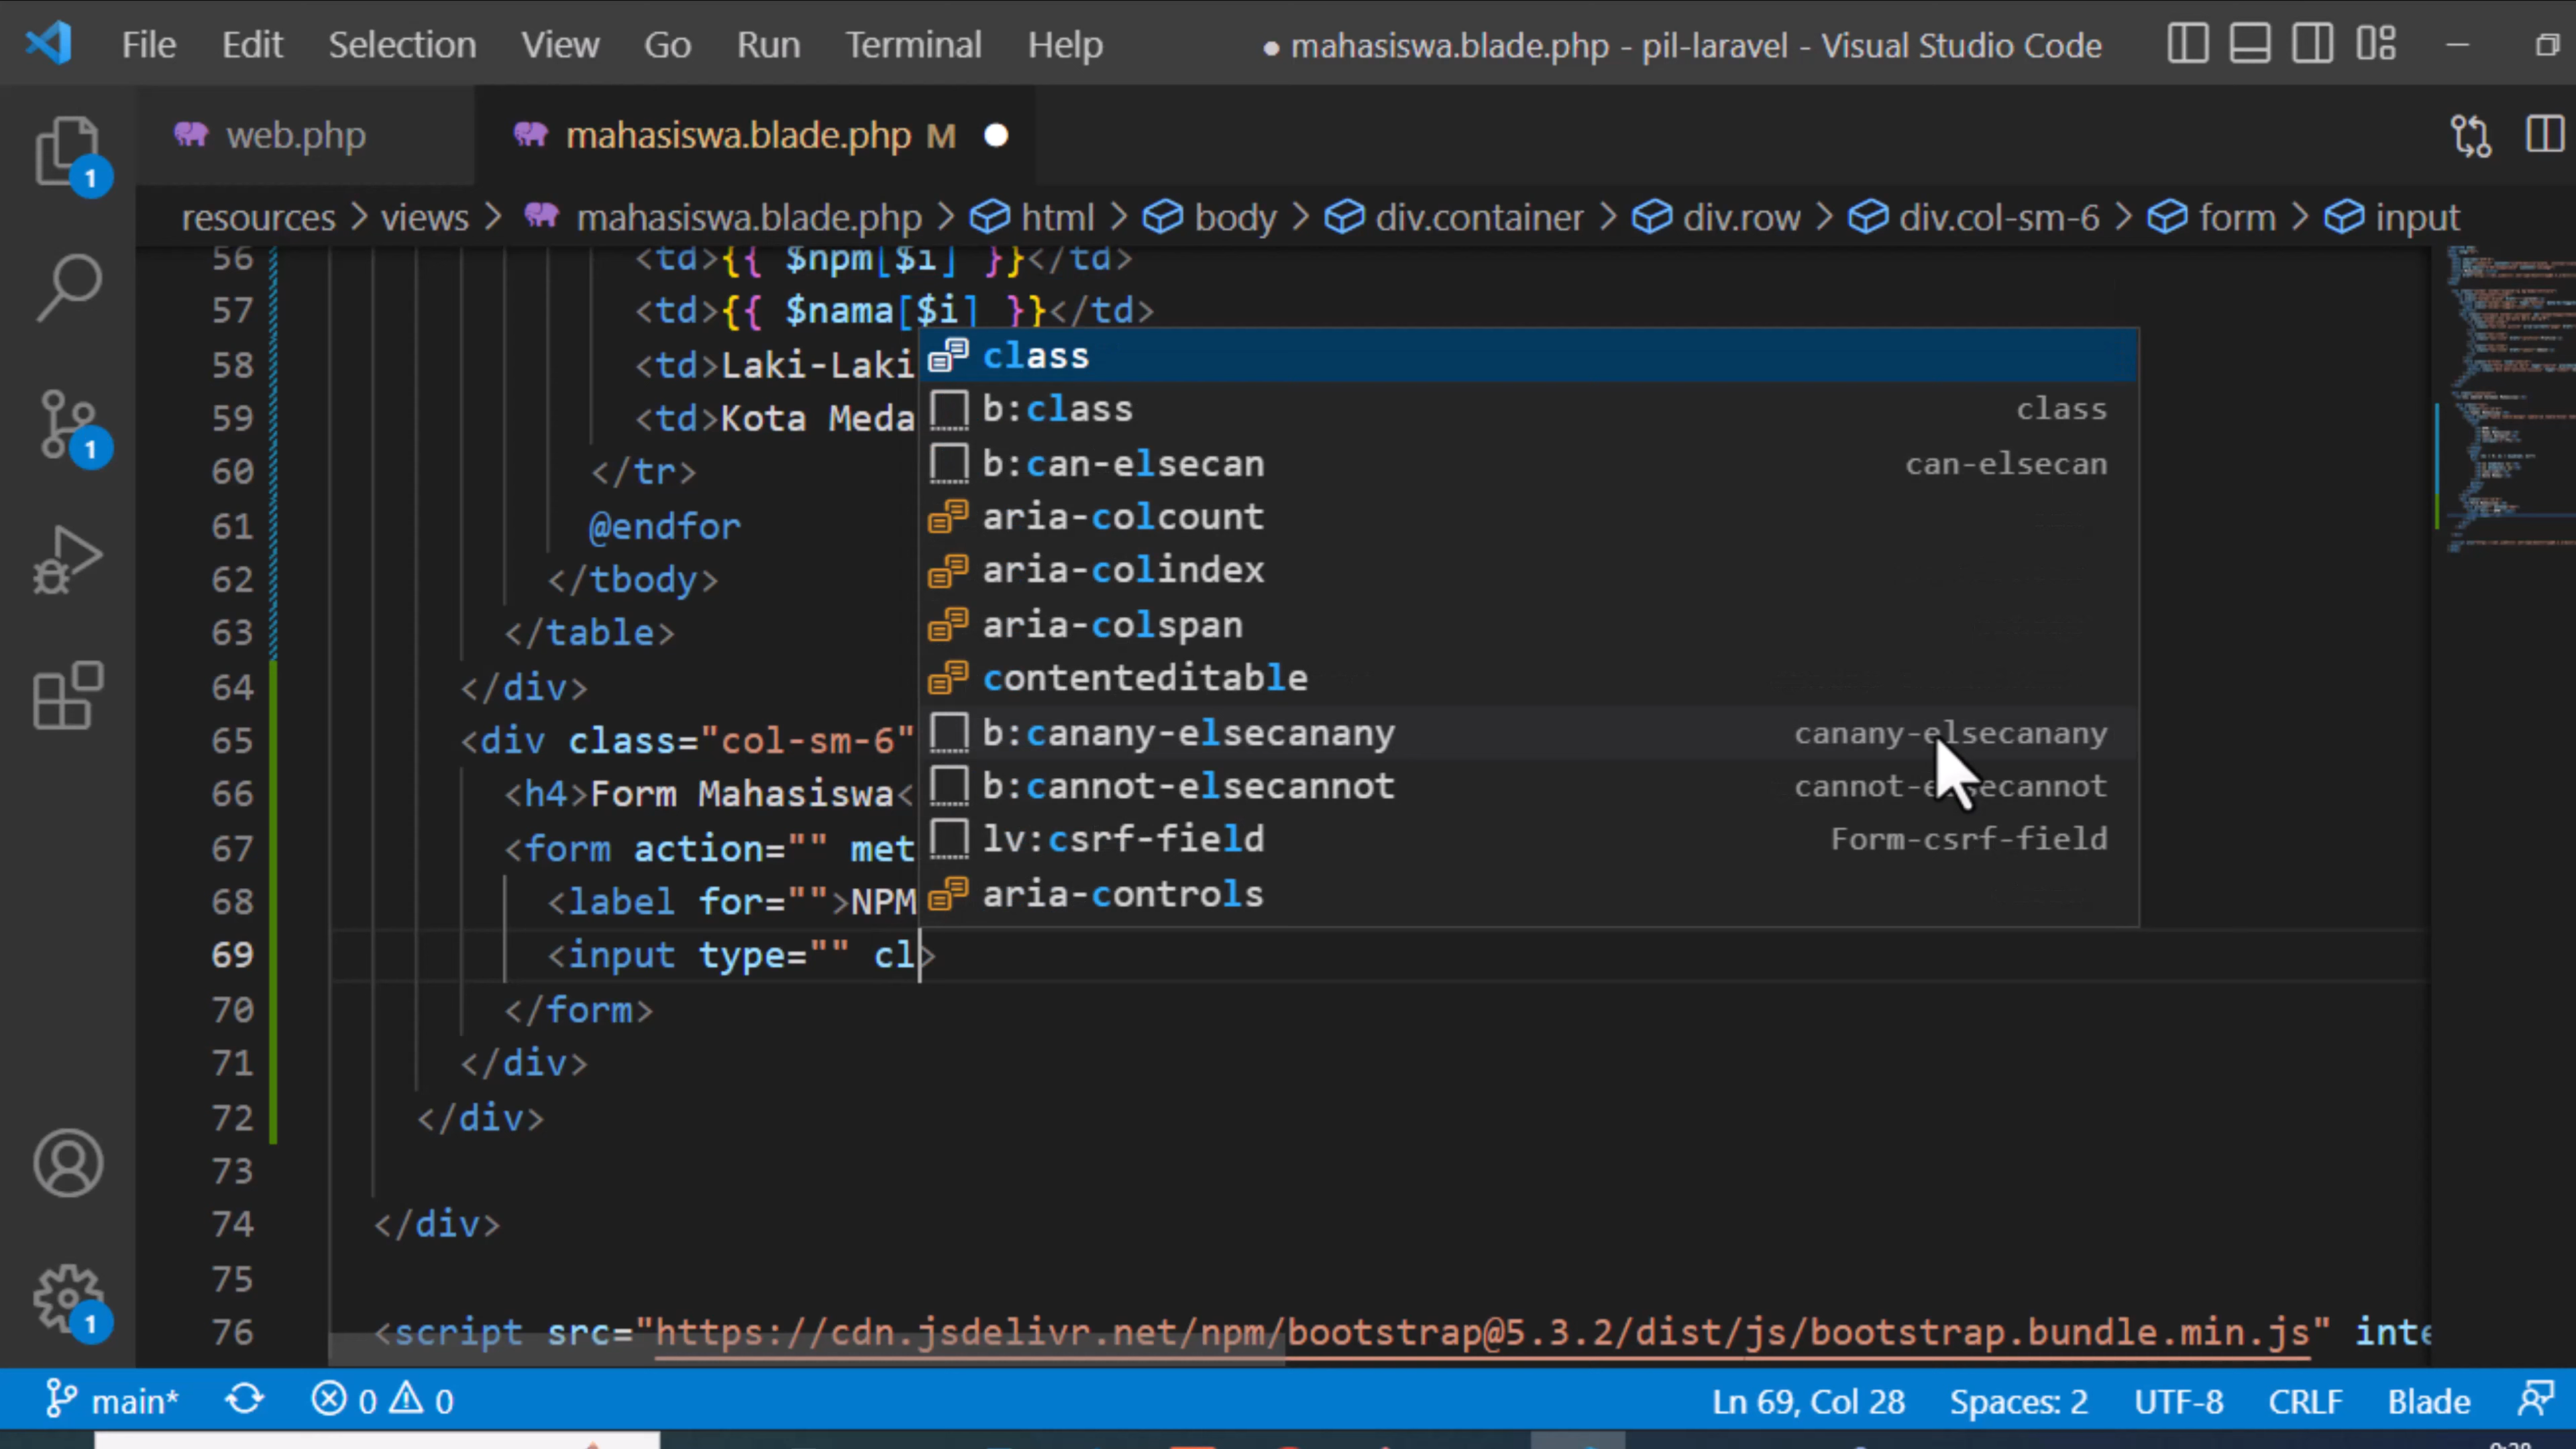 File Edit Selection View Go Run Terminal Help ● mahasiswa.blade.php - pil-laravel - Visual Studio Code
web.php mahasiswa.blade.php M
resources > views > mahasiswa.blade.php > html > body > div.container > div.row > div.col-sm-6 > form > input
56 <td>{{ $npm[$i] }}</td>
57 <td>{{ $nama[$i] }}</td>
58 <td>Laki-Laki
59 <td>Kota Meda
60 </tr>
61 @endfor
62 </tbody>
63 </table>
64 </div>
65 <div class="col-sm-6"
66 <h4>Form Mahasiswa<
67 <form action="" met
68 <label for="">NPM
69 <input type="" cl>
70 </form>
71 </div>
72 </div>
73
74 </div>
75
76 <script src="https://cdn.jsdelivr.net/npm/bootstrap@5.3.2/dist/js/bootstrap.bundle.min.js" inte
class
b:class class
b:can-elsecan can-elsecan
aria-colcount
aria-colindex
aria-colspan
contenteditable
b:canany-elsecanany canany-elsecanany
b:cannot-elsecannot cannot-elsecannot
lv:csrf-field Form-csrf-field
aria-controls
1
1
1
main* 0 0 Ln 69, Col 28 Spaces: 2 UTF-8 CRLF Blade